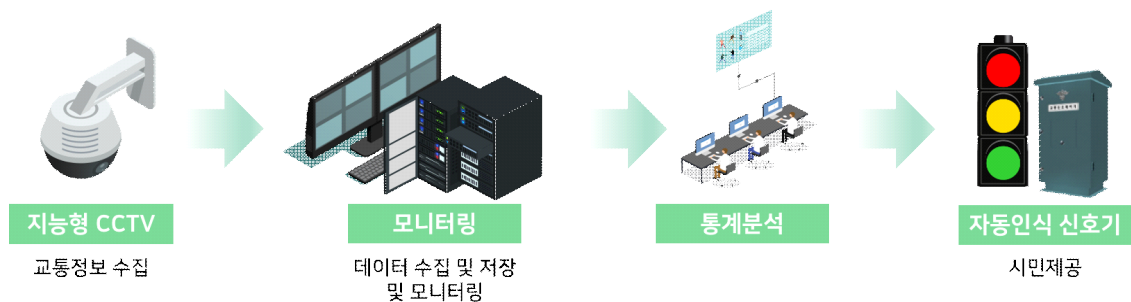 지능형 CCTV
교통정보 수집
모니터링
데이터 수집 및 저장
및 모니터링
통계분석
자동인식 신호기
시민제공